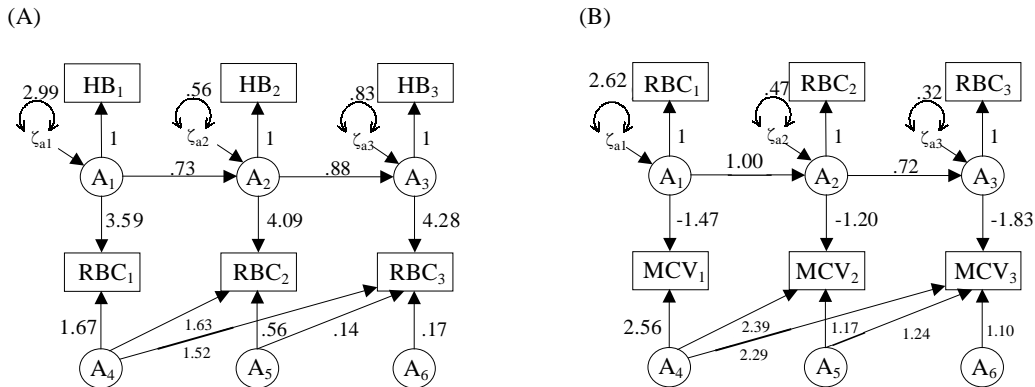 (A) (B)
HB₁ HB₂ HB₃ RBC₁ RBC₂ RBC₃
2.99 .56 .83 2.62 .47 .32
ζa1 ζa2 ζa3 ζa1 ζa2 ζa3
1 1 1 1 1 1
A₁ .73 A₂ .88 A₃ A₁ 1.00 A₂ .72 A₃
3.59 4.09 4.28 -1.47 -1.20 -1.83
RBC₁ RBC₂ RBC₃ MCV₁ MCV₂ MCV₃
1.67 1.63 .56 .14 .17 2.56 2.39 1.17 1.24 1.10
1.52 2.29
A₄ A₅ A₆ A₄ A₅ A₆